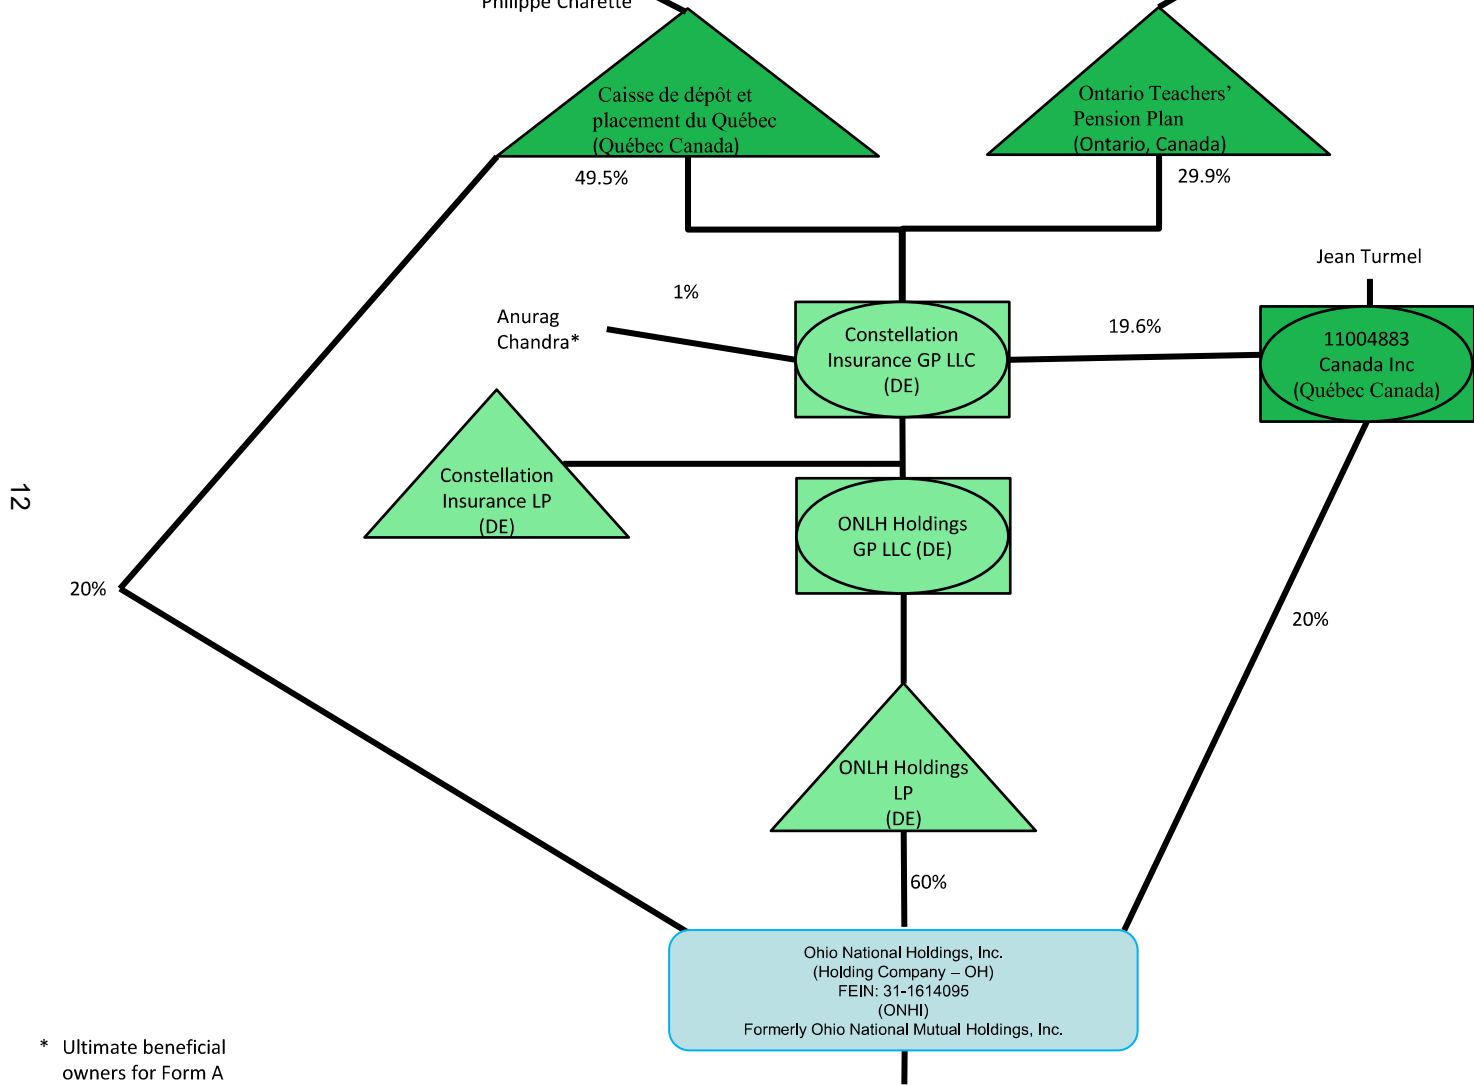 Philippe Charette
Caisse de dépôt et
placement du Québec
(Québec Canada)
Ontario Teachers’
Pension Plan
(Ontario, Canada)
49.5%
29.9%
Jean Turmel
1%
Anurag
Chandra*
Constellation
Insurance GP LLC
(DE)
19.6%
11004883
Canada Inc
(Québec Canada)
Constellation
Insurance LP
(DE)
12
ONLH Holdings
GP LLC (DE)
20%
20%
ONLH Holdings
LP
(DE)
60%
Ohio National Holdings, Inc.
(Holding Company – OH)
FEIN: 31-1614095
(ONHI)
Formerly Ohio National Mutual Holdings, Inc.
* Ultimate beneficial
owners for Form A